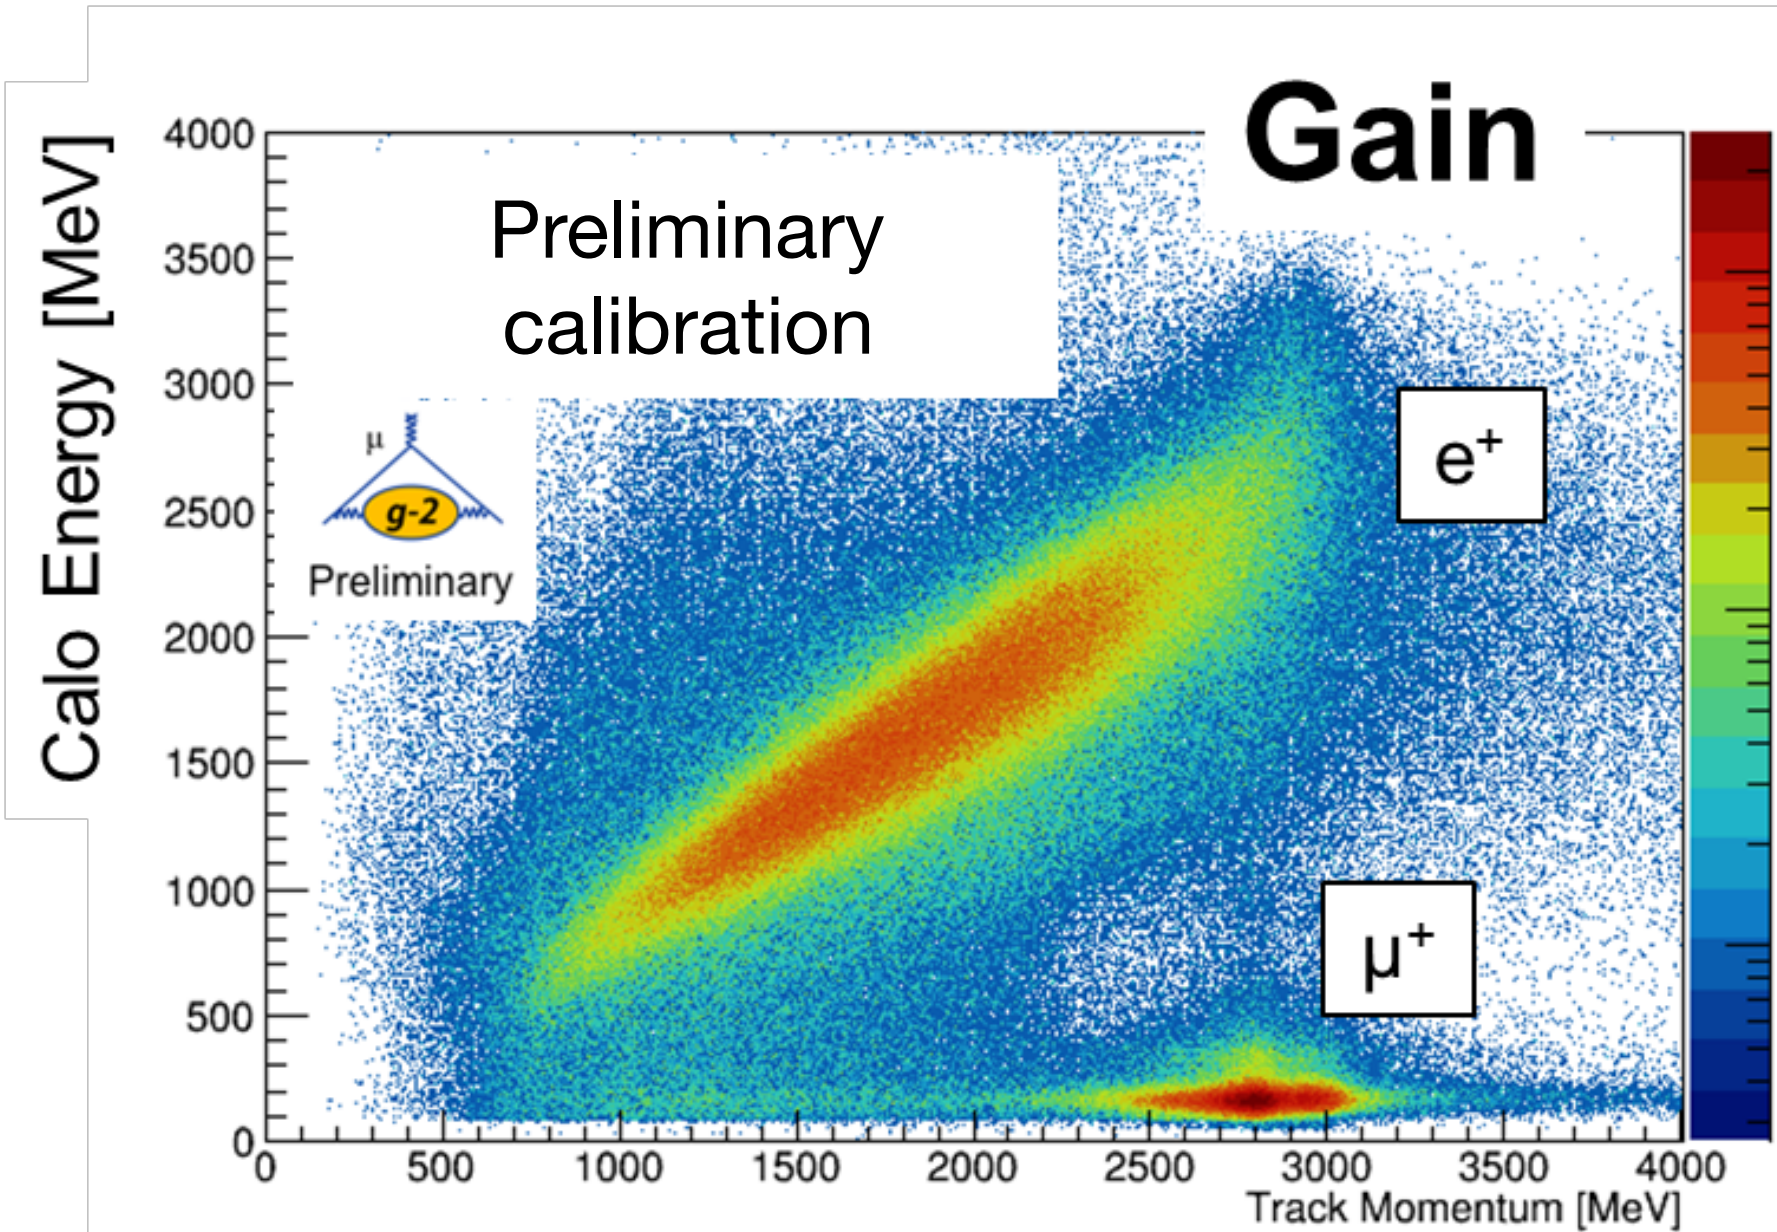 Gain
Calo Energy [MeV]
4000
3500
3000
2500
2000
1500
1000
500
0
Preliminary
calibration
μ
g-2
Preliminary
e⁺
μ⁺
0 500 1000 1500 2000 2500 3000 3500 4000
Track Momentum [MeV]